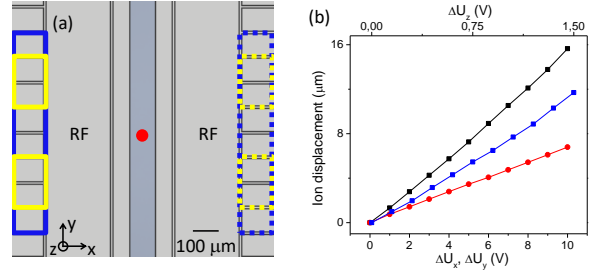 (a)
RF
RF
y
z
x
100 μm
(b)
ΔU_z (V)
0,00
0,75
1,50
Ion displacement (μm)
16
8
0
0
2
4
6
8
10
ΔU_x, ΔU_y (V)